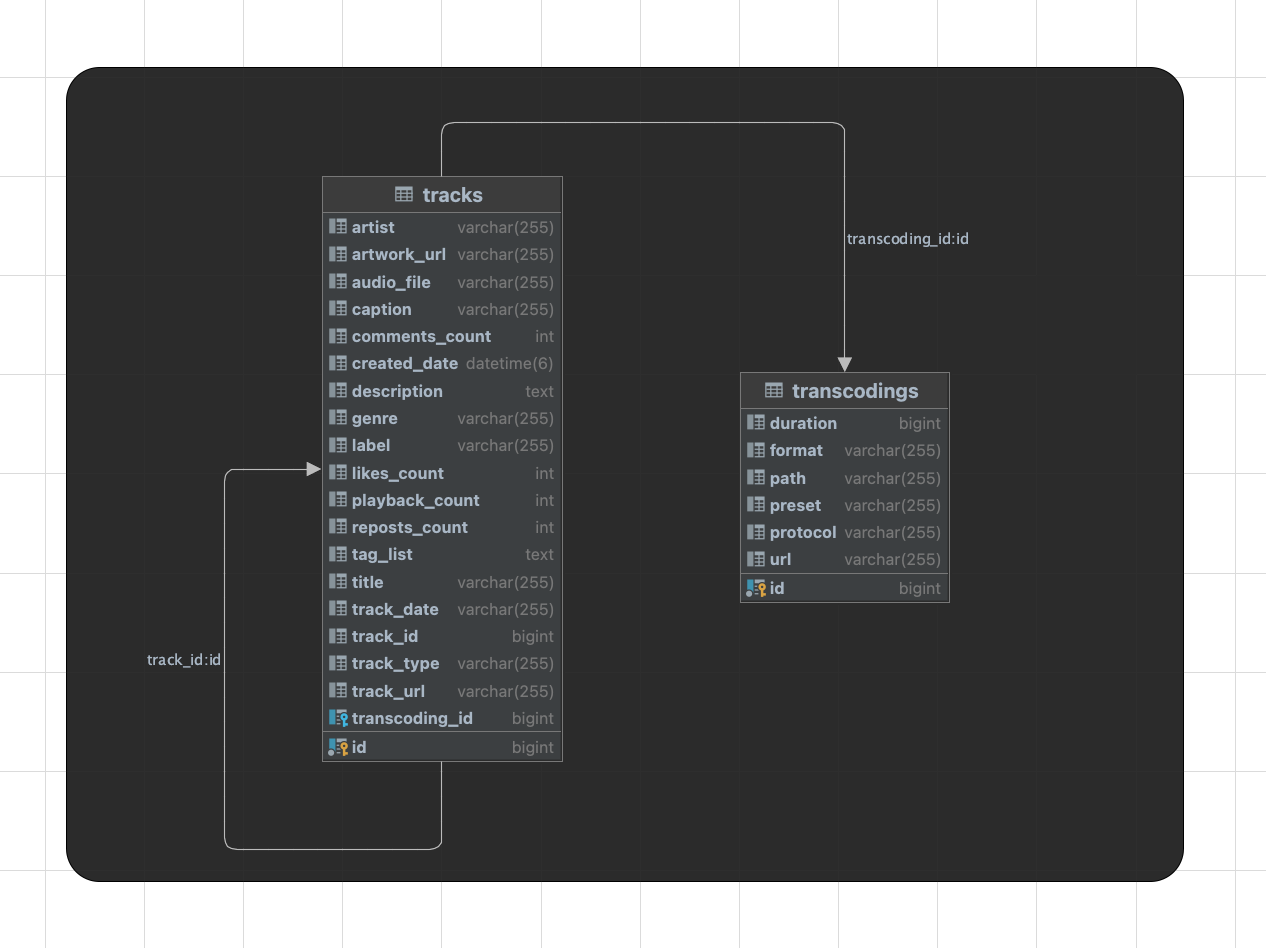 tracks
artist varchar(255)
artwork_url varchar(255)
audio_file varchar(255)
caption varchar(255)
comments_count int
created_date datetime(6)
description text
genre varchar(255)
label varchar(255)
likes_count int
playback_count int
reposts_count int
tag_list text
title varchar(255)
track_date varchar(255)
track_id bigint
track_type varchar(255)
track_url varchar(255)
transcoding_id bigint
id bigint
track_id:id
transcoding_id:id
transcodings
duration bigint
format varchar(255)
path varchar(255)
preset varchar(255)
protocol varchar(255)
url varchar(255)
id bigint